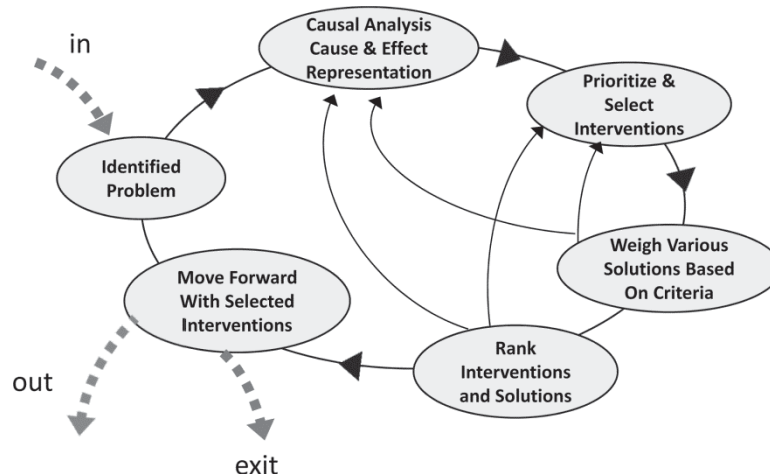 in
Causal Analysis
Cause & Effect
Representation
Prioritize &
Select
Interventions
Identified
Problem
Weigh Various
Solutions Based
On Criteria
Move Forward
With Selected
Interventions
Rank
Interventions
and Solutions
out
exit